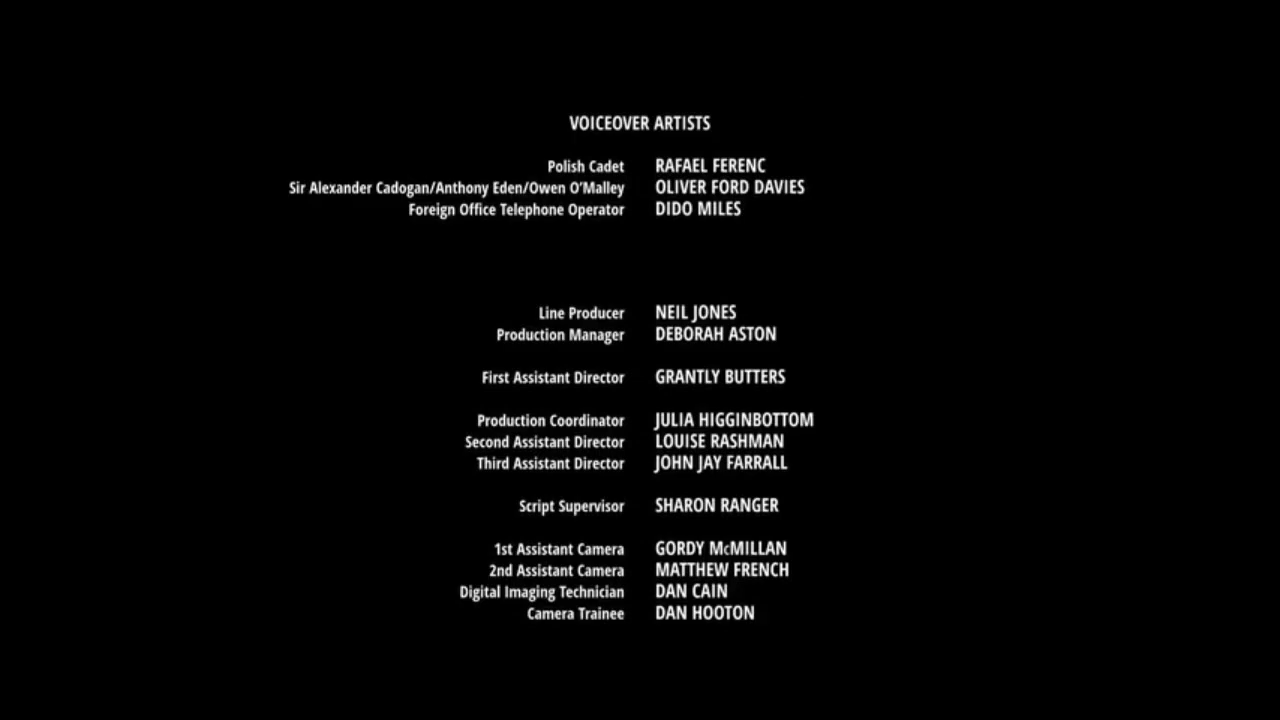 VOICEOVER ARTISTS
Polish Cadet RAFAEL FERENC
Sir Alexander Cadogan/Anthony Eden/Owen O'Malley OLIVER FORD DAVIES
Foreign Office Telephone Operator DIDO MILES
Line Producer NEIL JONES
Production Manager DEBORAH ASTON
First Assistant Director GRANTLY BUTTERS
Production Coordinator JULIA HIGGINBOTTOM
Second Assistant Director LOUISE RASHMAN
Third Assistant Director JOHN JAY FARRALL
Script Supervisor SHARON RANGER
1st Assistant Camera GORDY McMILLAN
2nd Assistant Camera MATTHEW FRENCH
Digital Imaging Technician DAN CAIN
Camera Trainee DAN HOOTON